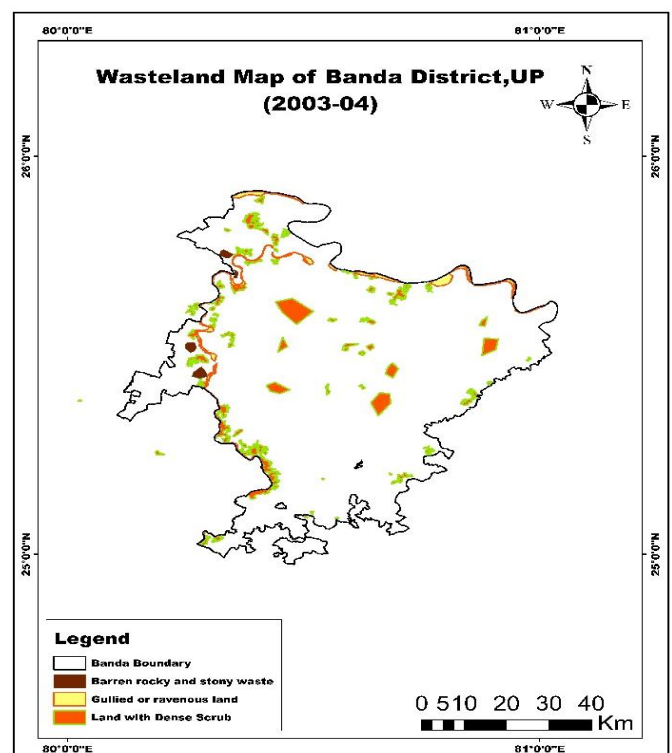 80°0'0"E 81°0'0"E
Wasteland Map of Banda District,UP
(2003-04)
N
W E
S
26°0'0"N 26°0'0"N
25°0'0"N 25°0'0"N
Legend
Banda Boundary
Barren rocky and stony waste
Gullied or ravenous land
Land with Dense Scrub
0 5 10 20 30 40
Km
80°0'0"E 81°0'0"E